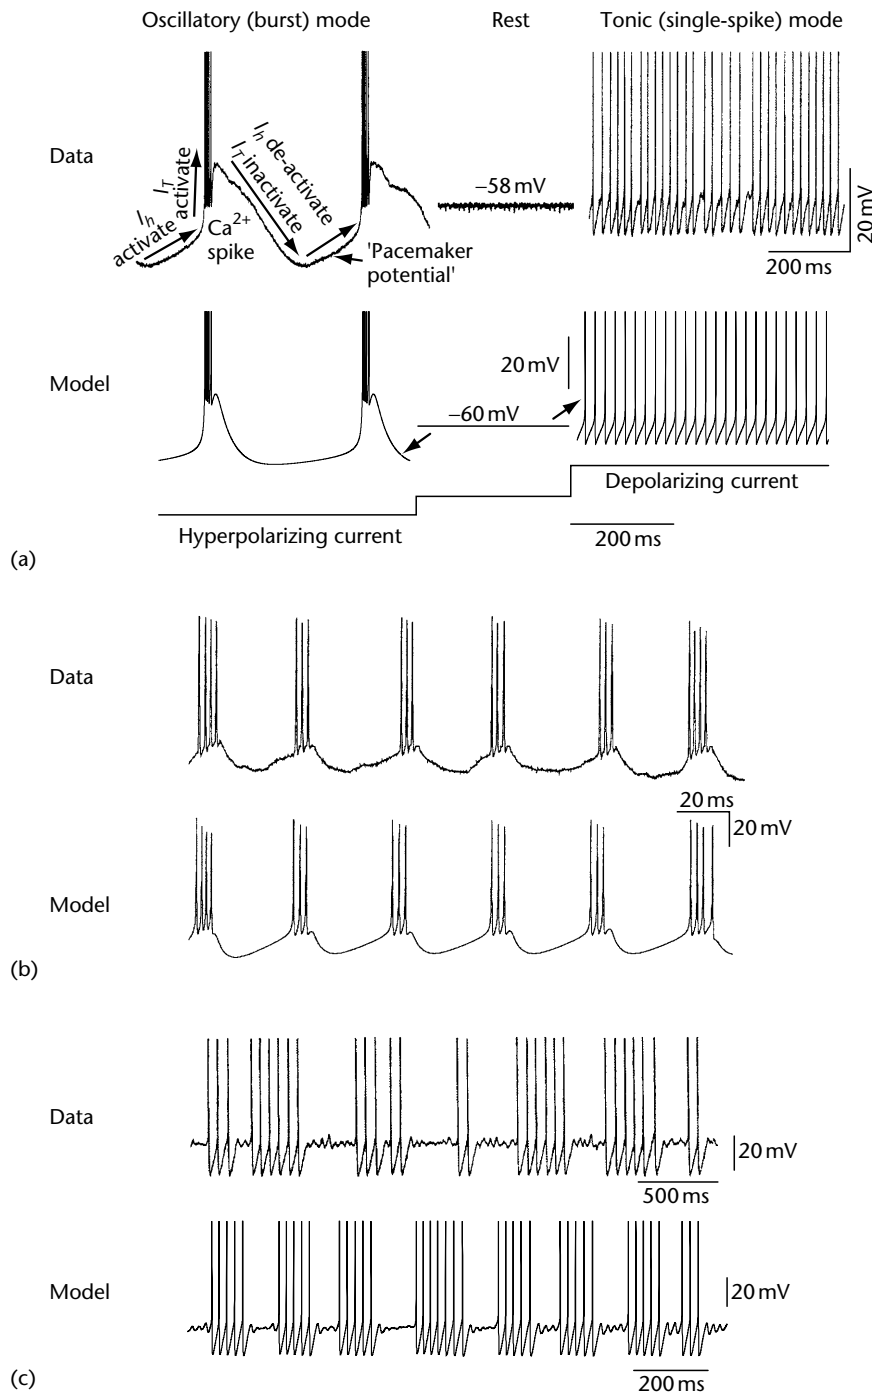 Oscillatory (burst) mode
Rest
Tonic (single-spike) mode
Data
I_h activate
I_T activate
Ca²⁺ spike
I_h de-activate
I_T inactivate
'Pacemaker potential'
−58 mV
20 mV
200 ms
Model
20 mV
−60 mV
Hyperpolarizing current
Depolarizing current
200 ms
(a)
Data
20 ms
20 mV
Model
(b)
Data
20 mV
500 ms
Model
20 mV
200 ms
(c)